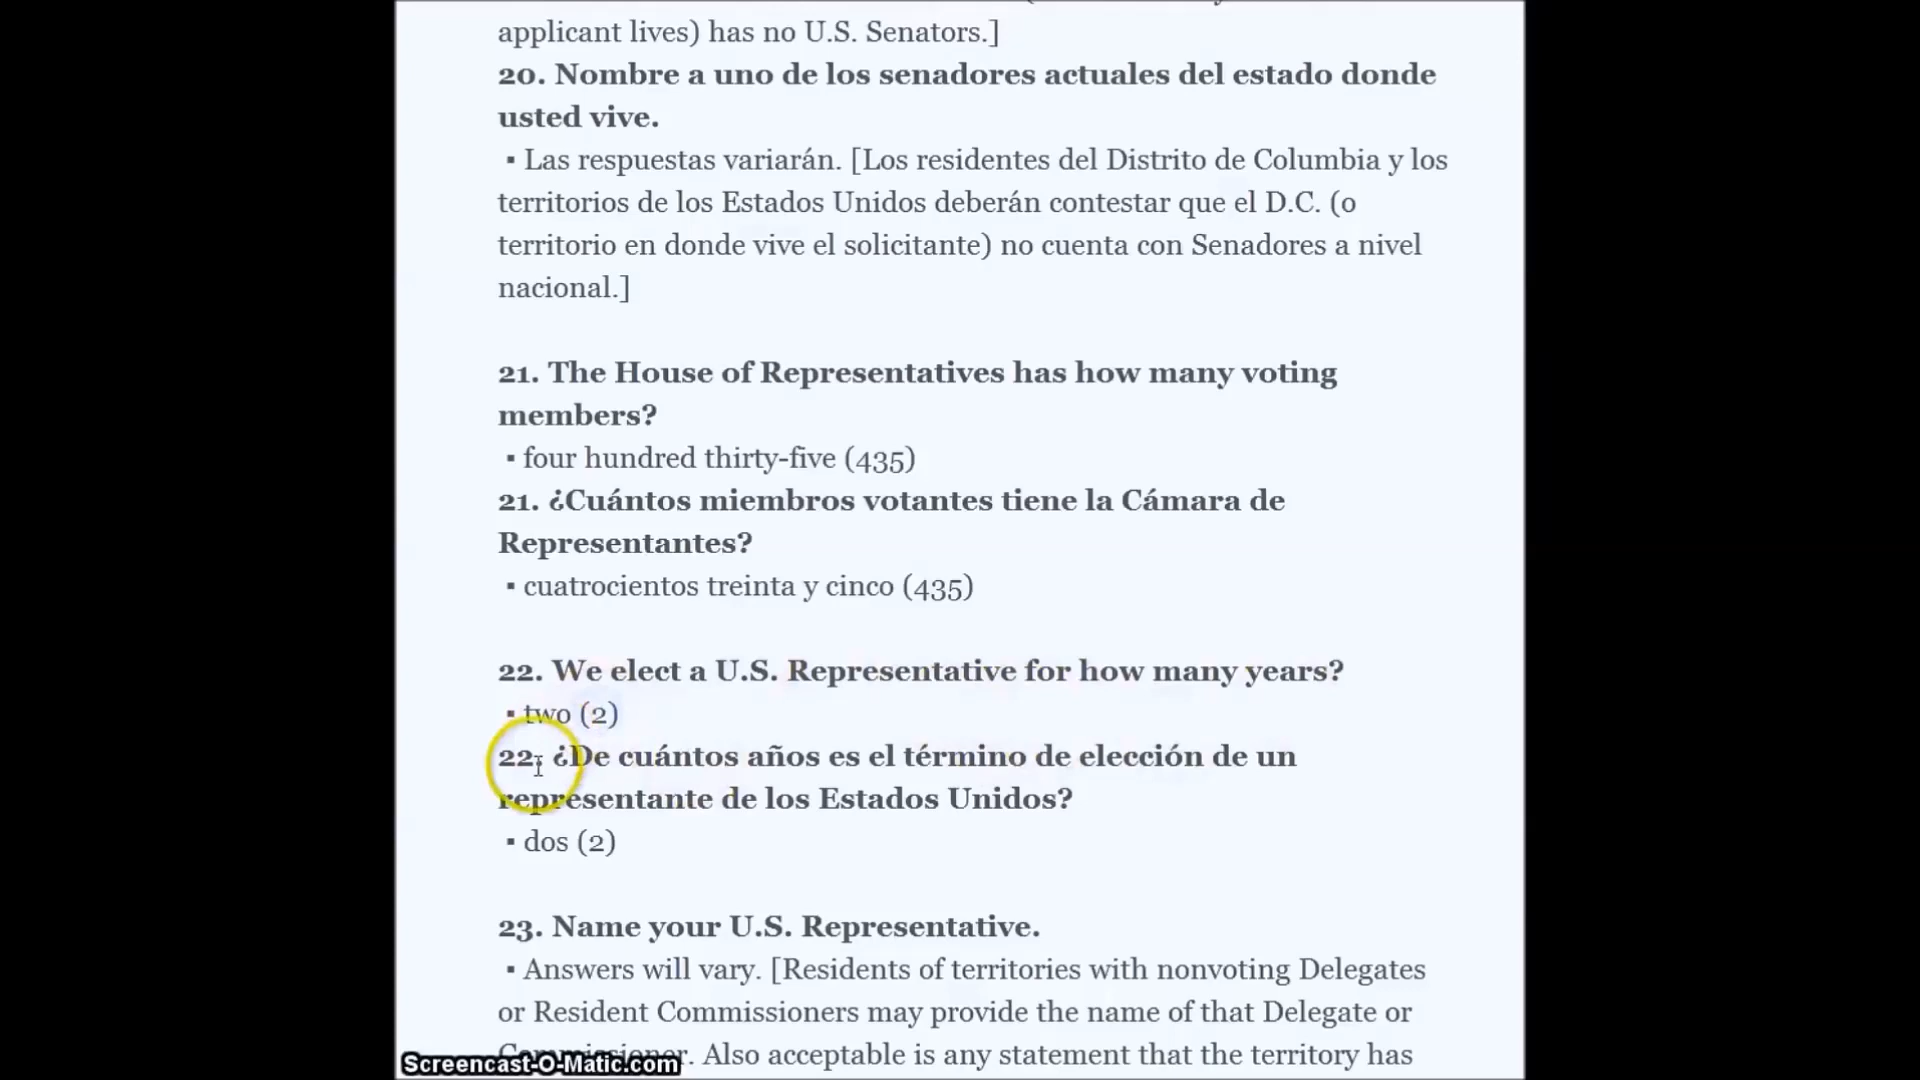 applicant lives) has no U.S. Senators.]
20. Nombre a uno de los senadores actuales del estado donde
usted vive.
▪ Las respuestas variarán. [Los residentes del Distrito de Columbia y los
territorios de los Estados Unidos deberán contestar que el D.C. (o
territorio en donde vive el solicitante) no cuenta con Senadores a nivel
nacional.]
21. The House of Representatives has how many voting
members?
▪ four hundred thirty-five (435)
21. ¿Cuántos miembros votantes tiene la Cámara de
Representantes?
▪ cuatrocientos treinta y cinco (435)
22. We elect a U.S. Representative for how many years?
▪ two (2)
22. ¿De cuántos años es el término de elección de un
representante de los Estados Unidos?
▪ dos (2)
23. Name your U.S. Representative.
▪ Answers will vary. [Residents of territories with nonvoting Delegates
or Resident Commissioners may provide the name of that Delegate or
Commissioner. Also acceptable is any statement that the territory has
Screencast-O-Matic.com